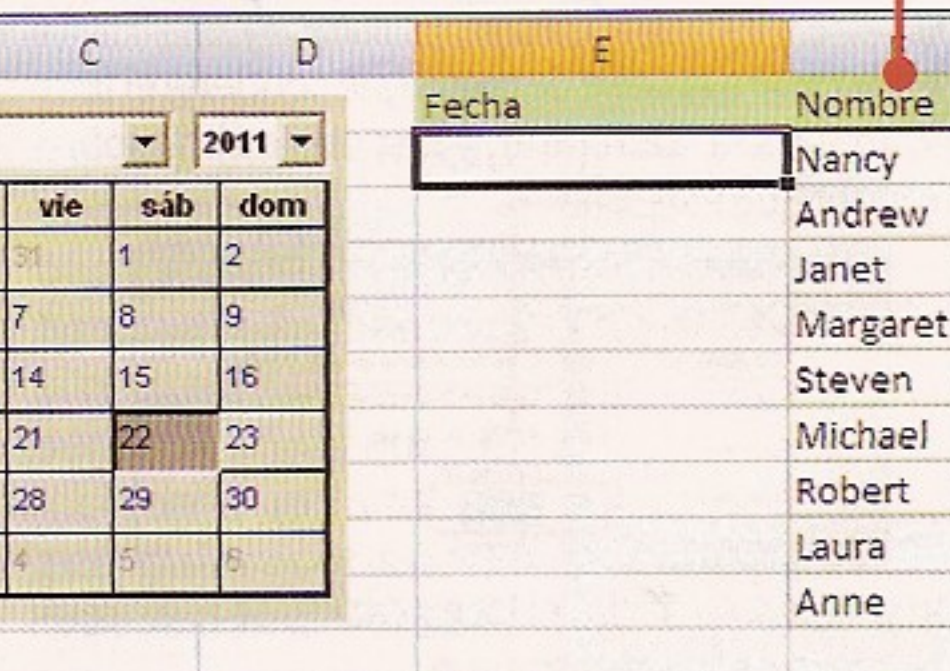 C D E
Fecha Nombre
2011
vie sáb dom
31 1 2
7 8 9
14 15 16
21 22 23
28 29 30
4 5 6
Nancy
Andrew
Janet
Margaret
Steven
Michael
Robert
Laura
Anne